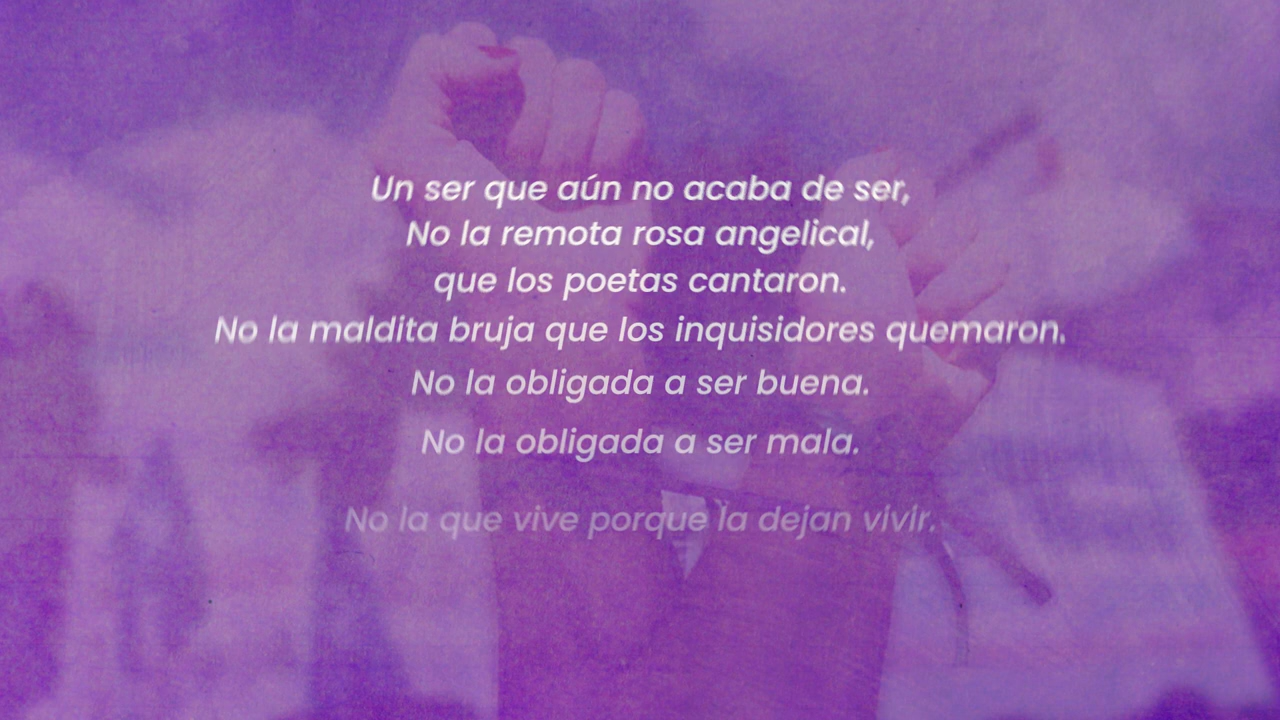 Un ser que aún no acaba de ser,
No la remota rosa angelical,
que los poetas cantaron.
No la maldita bruja que los inquisidores quemaron.
No la obligada a ser buena.
No la obligada a ser mala.
No la que vive porque la dejan vivir.